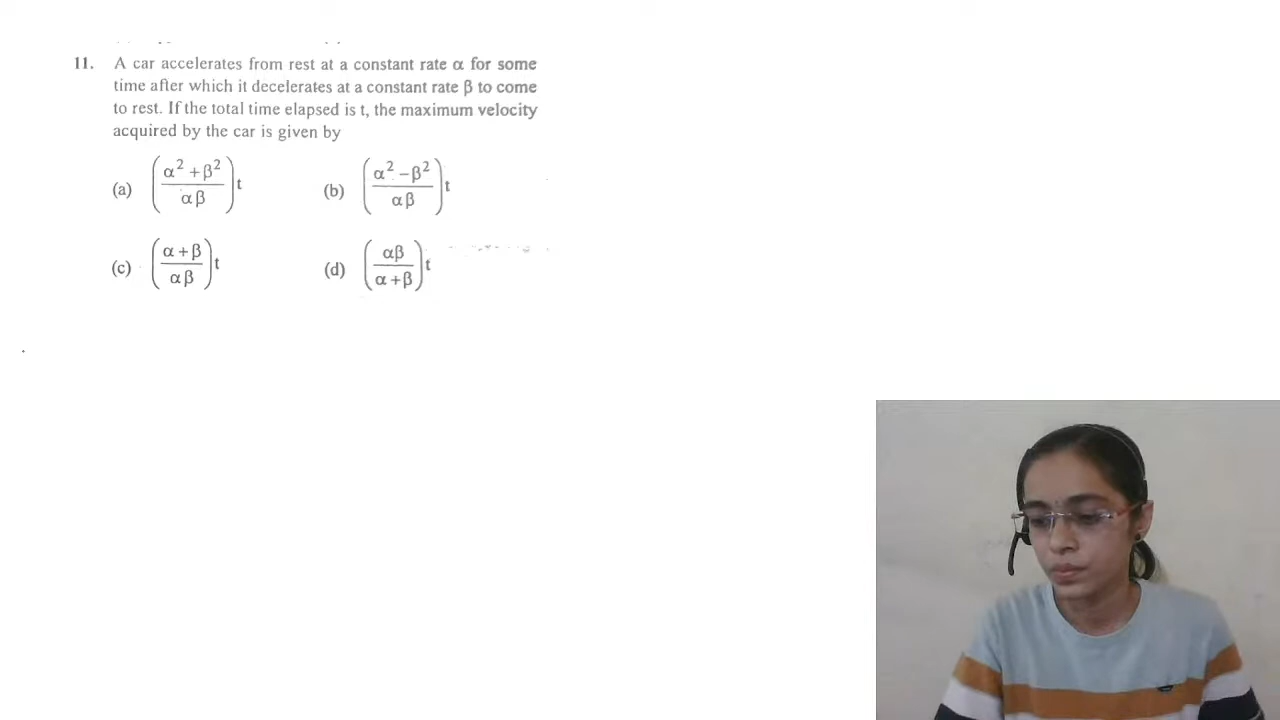 11. A car accelerates from rest at a constant rate α for some
time after which it decelerates at a constant rate β to come
to rest. If the total time elapsed is t, the maximum velocity
acquired by the car is given by
(a) ((α² + β²)/(αβ)) t (b) ((α² − β²)/(αβ)) t
(c) ((α + β)/(αβ)) t (d) ((αβ)/(α + β)) t